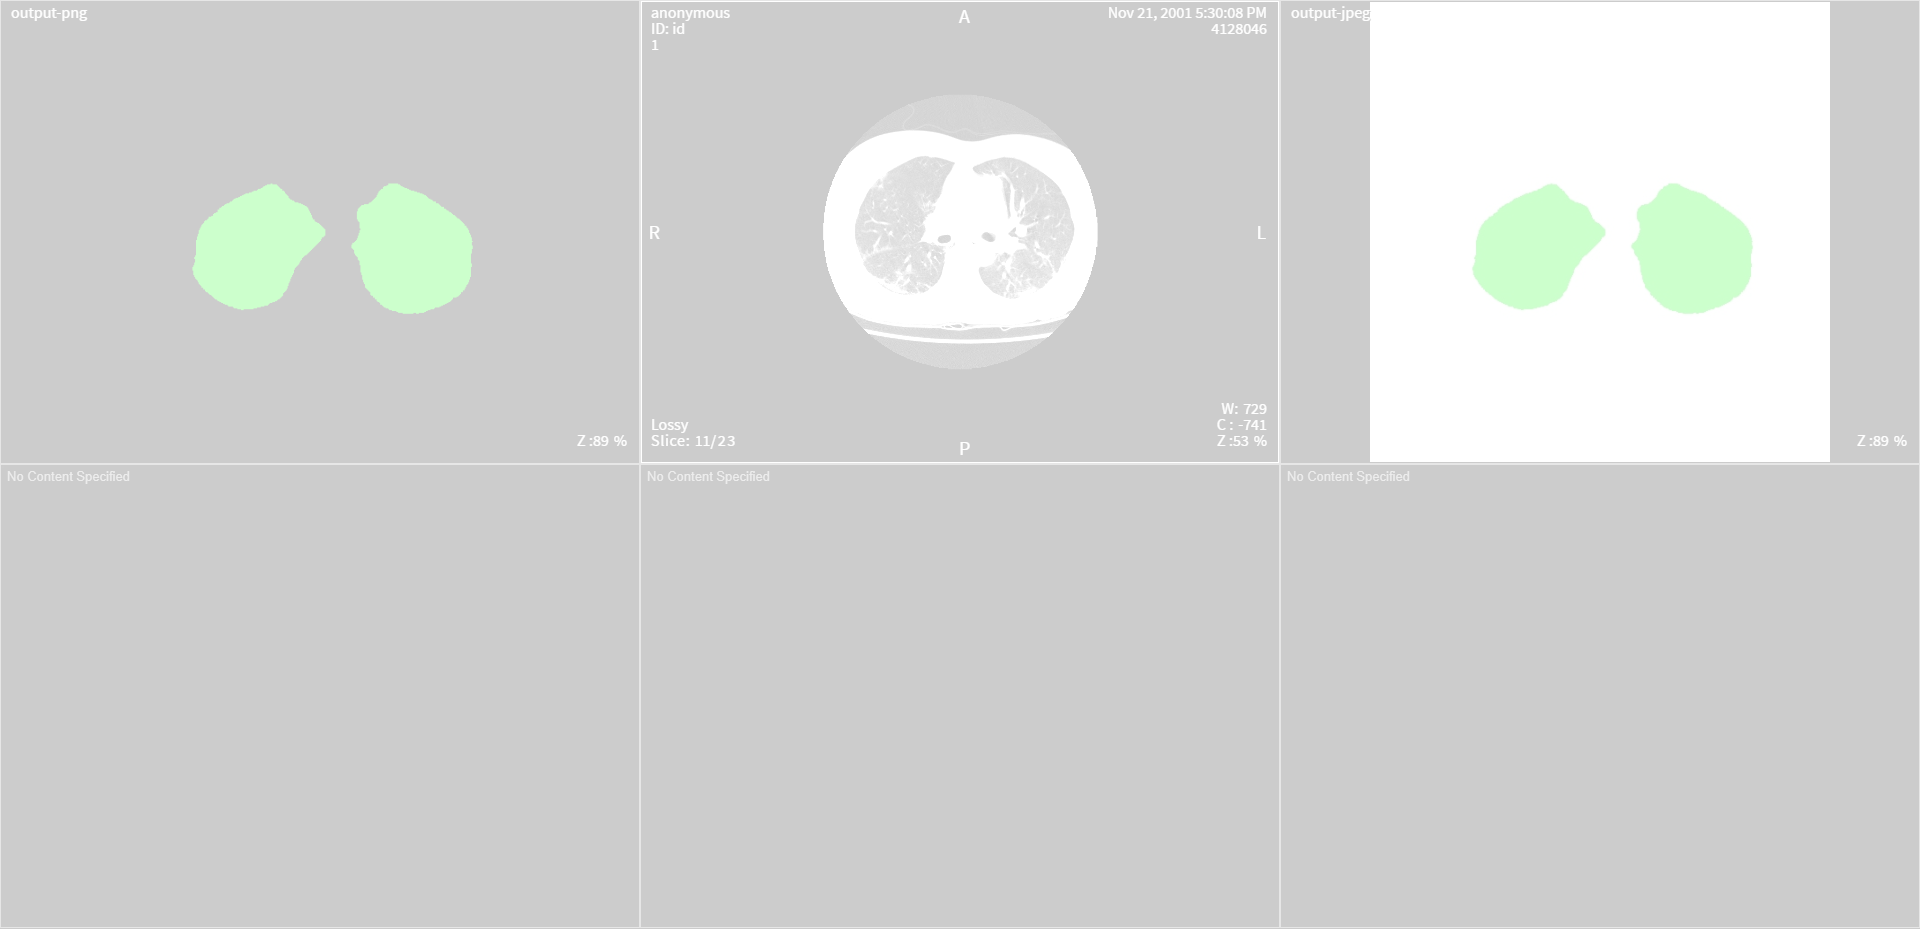 output-png
Z :89 %
anonymous
ID: id
1
A
Nov 21, 2001 5:30:08 PM
4128046
R
L
Lossy
Slice: 11/23
P
W: 729
C : -741
Z :53 %
output-jpeg
Z :89 %
No Content Specified
No Content Specified
No Content Specified